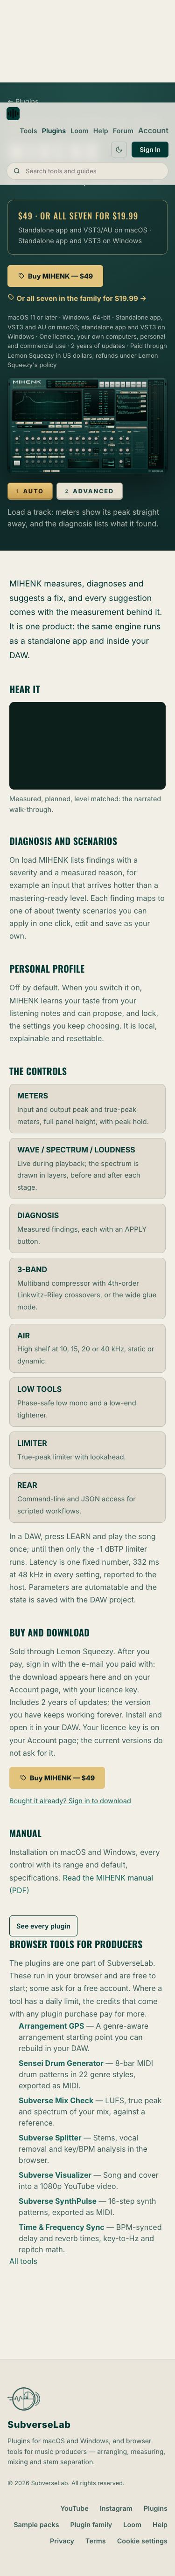 ← Plugins
Tools Plugins Loom Help Forum Account
Sign In
Search tools and guides
$49 · OR ALL SEVEN FOR $19.99
Standalone app and VST3/AU on macOS ·
Standalone app and VST3 on Windows
Buy MIHENK — $49
Or all seven in the family for $19.99 →
macOS 11 or later · Windows, 64-bit · Standalone app,
VST3 and AU on macOS; standalone app and VST3 on
Windows · One licence, your own computers, personal
and commercial use · 2 years of updates · Paid through
Lemon Squeezy in US dollars; refunds under Lemon
Squeezy's policy
MIHENK
1 AUTO
2 ADVANCED
Load a track: meters show its peaks straight
away, and the diagnosis lists what it found.
MIHENK measures, diagnoses and
suggests a fix, and every suggestion
comes with the measurement behind it.
It is one product: the same engine runs
as a standalone app and inside your
DAW.
HEAR IT
Measured, planned, level matched: the narrated
walk-through.
DIAGNOSIS AND SCENARIOS
On load MIHENK lists findings with a
severity and a measured reason, for
example an input that arrives hotter than a
mastering-ready level. Each finding maps to
one of about twenty scenarios you can
apply in one click, edit and save as your
own.
PERSONAL PROFILE
Off by default. When you switch it on,
MIHENK learns your taste from your
listening notes and can propose, and lock,
the settings you keep choosing. It is local,
explainable and resettable.
THE CONTROLS
METERS
Input and output peak and true-peak
meters, full panel height, with peak hold.
WAVE / SPECTRUM / LOUDNESS
Live during playback; the spectrum is
drawn in layers, before and after each
stage.
DIAGNOSIS
Measured findings, each with an APPLY
button.
3-BAND
Multiband compressor with 4th-order
Linkwitz-Riley crossovers, or the wide glue
mode.
AIR
High shelf at 10, 15, 20 or 40 kHz, static or
dynamic.
LOW TOOLS
Phase-safe low mono and a low-end
tightener.
LIMITER
True-peak limiter with lookahead.
REAR
Command-line and JSON access for
scripted workflows.
In a DAW, press LEARN and play the song
once; until then only the -1 dBTP limiter
runs. Latency is one fixed number, 332 ms
at 48 kHz in every setting, reported to the
host. Parameters are automatable and the
state is saved with the DAW project.
BUY AND DOWNLOAD
Sold through Lemon Squeezy. After you
pay, sign in with the e-mail you paid with:
the download appears here and on your
Account page, with your licence key.
Includes 2 years of updates; the version
you have keeps working forever. Install and
open it in your DAW. Your licence key is on
your Account page; the current versions do
not ask for it.
Buy MIHENK — $49
Bought it already? Sign in to download
MANUAL
Installation on macOS and Windows, every
control with its range and default,
specifications. Read the MIHENK manual
(PDF)
See every plugin
BROWSER TOOLS FOR PRODUCERS
The plugins are one part of SubverseLab.
These run in your browser and are free to
start; some ask for a free account. Where a
tool has a daily limit, the credits that come
with any plugin purchase pay for more.
Arrangement GPS — A genre-aware
arrangement starting point you can
rebuild in your DAW.
Sensei Drum Generator — 8-bar MIDI
drum patterns in 22 genre styles,
exported as MIDI.
Subverse Mix Check — LUFS, true peak
and spectrum of your mix, against a
reference.
Subverse Splitter — Stems, vocal
removal and key/BPM analysis in the
browser.
Subverse Visualizer — Song and cover
into a 1080p YouTube video.
Subverse SynthPulse — 16-step synth
patterns, exported as MIDI.
Time & Frequency Sync — BPM-synced
delay and reverb times, key-to-Hz and
repitch math.
All tools
SubverseLab
Plugins for macOS and Windows, and browser
tools for music producers — arranging, measuring,
mixing and stem separation.
© 2026 SubverseLab. All rights reserved.
YouTube Instagram Plugins
Sample packs Plugin family Loom Help
Privacy Terms Cookie settings